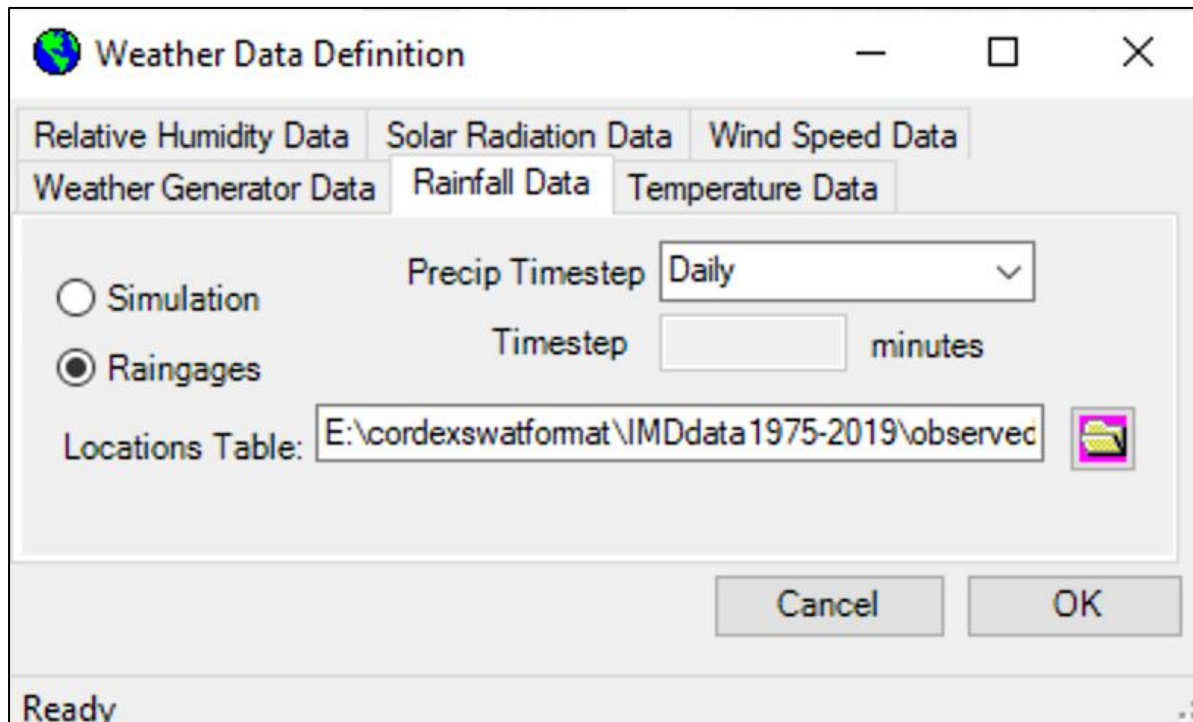 Weather Data Definition
Relative Humidity Data Solar Radiation Data Wind Speed Data
Weather Generator Data Rainfall Data Temperature Data
Precip Timestep Daily
Simulation
Timestep minutes
Raingages
Locations Table: E:\cordexswatformat\IMDdata1975-2019\observed
Cancel OK
Ready